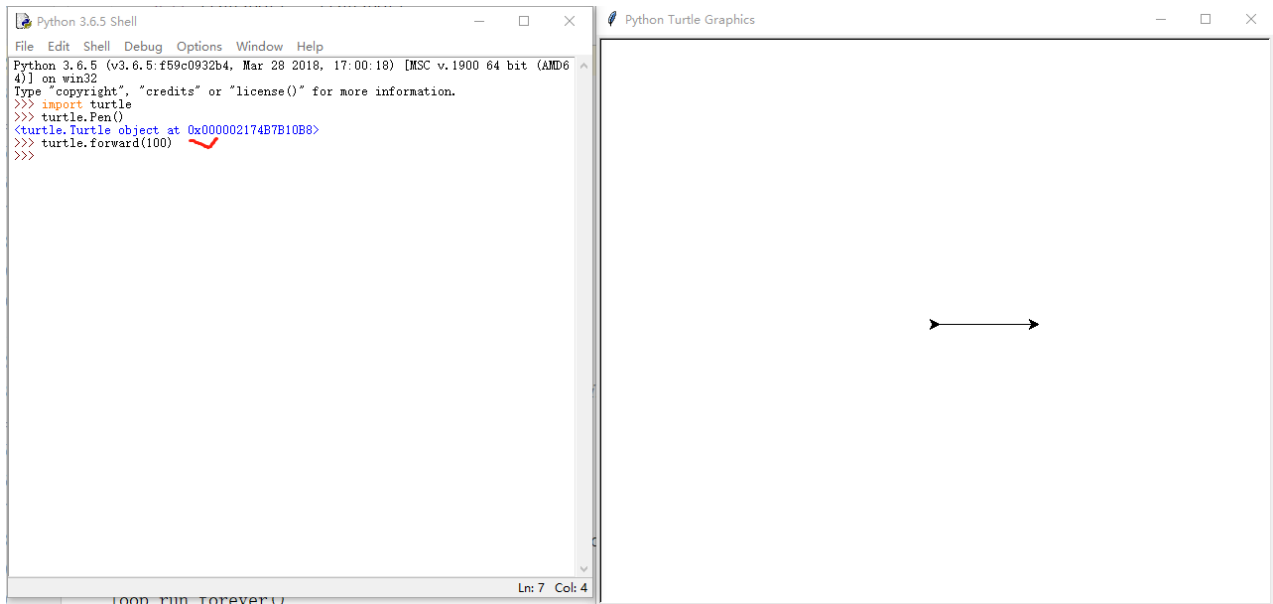 Python 3.6.5 Shell
File Edit Shell Debug Options Window Help
Python 3.6.5 (v3.6.5:f59c0932b4, Mar 28 2018, 17:00:18) [MSC v.1900 64 bit (AMD6
4)] on win32
Type "copyright", "credits" or "license()" for more information.
>>> import turtle
>>> turtle.Pen()
<turtle.Turtle object at 0x000002174B7B10B8>
>>> turtle.forward(100)
>>>
Ln: 7 Col: 4
loop run_forever()
Python Turtle Graphics